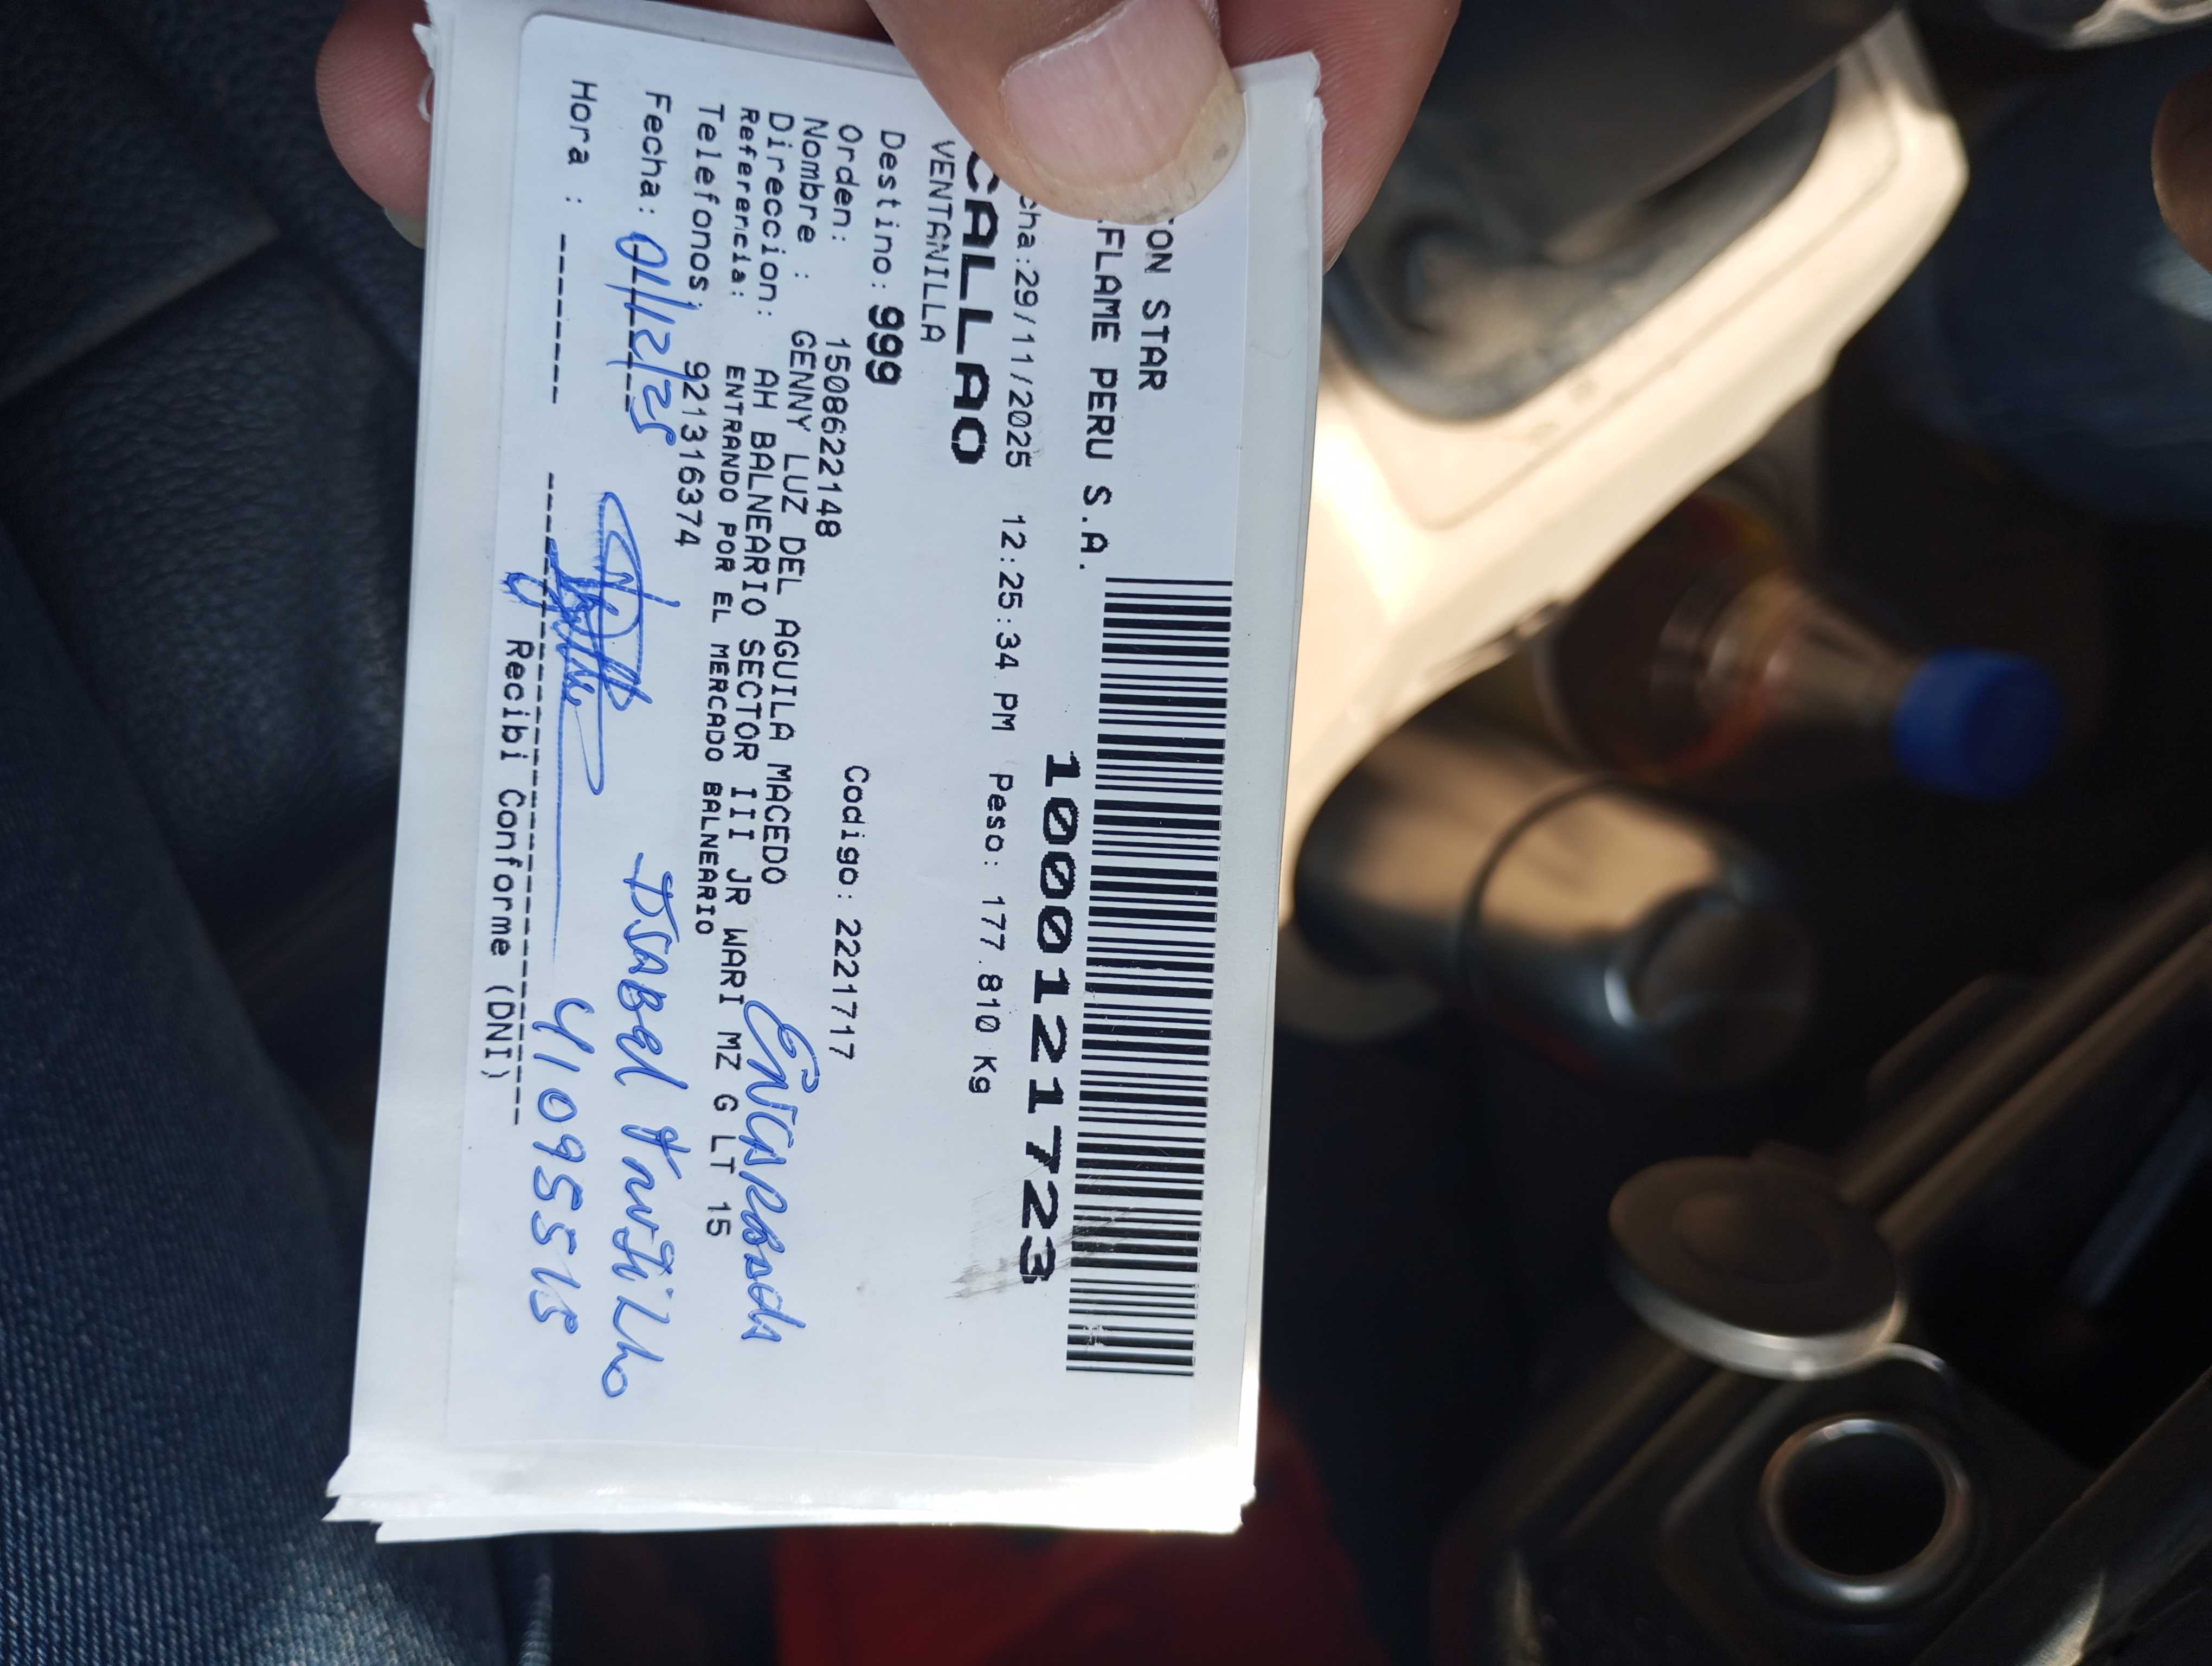 TON STAR
FLAME PERU S.A.
1000121723
cha:29/11/2025 12:25:34 PM Peso: 177.810 Kg
CALLAO
VENTANILLA
Destino: 999
Orden: 1508622148 Codigo: 2221717
Nombre : GENNY LUZ DEL AGUILA MACEDO
Direccion: AH BALNEARIO SECTOR III JR WARI MZ G LT 15
Referencia: ENTRANDO POR EL MERCADO BALNEARIO
Telefonos: 921316374
Encargada
Fecha: 01/12/25
Isabel
Hora :
Recibi Conforme (DNI)